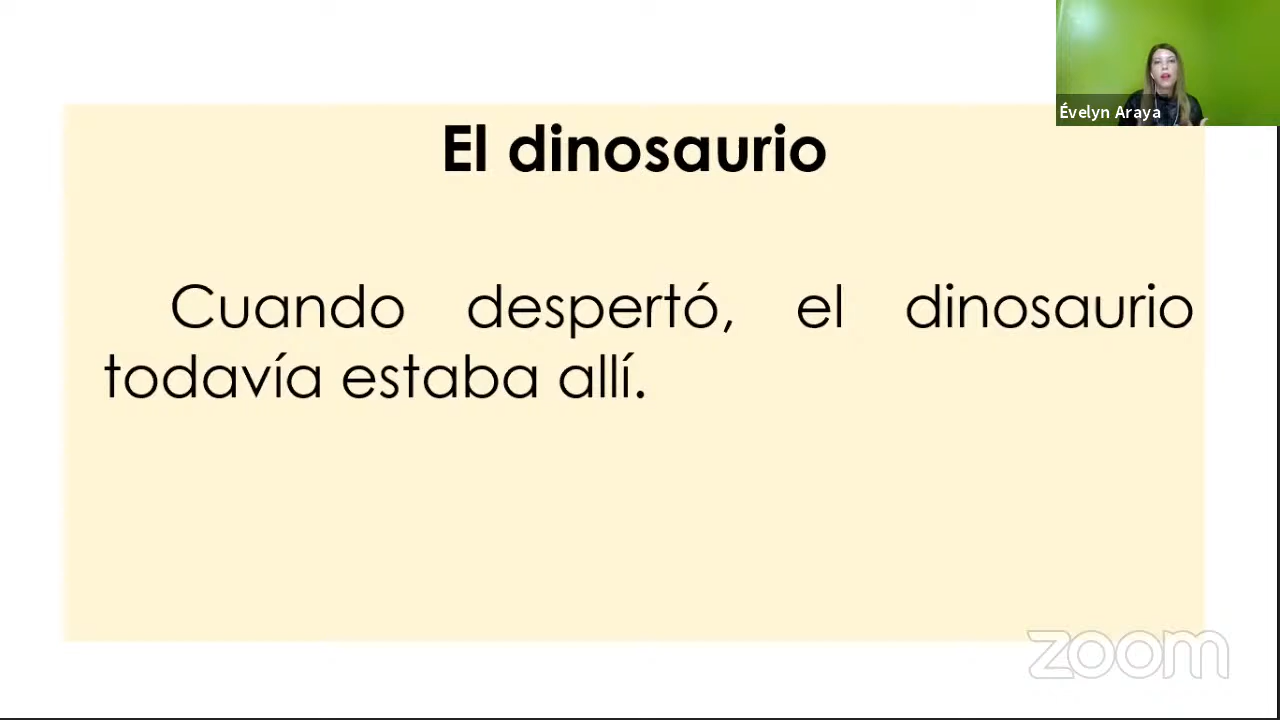 Évelyn Araya
El dinosaurio
Cuando despertó, el dinosaurio
todavía estaba allí.
zoom